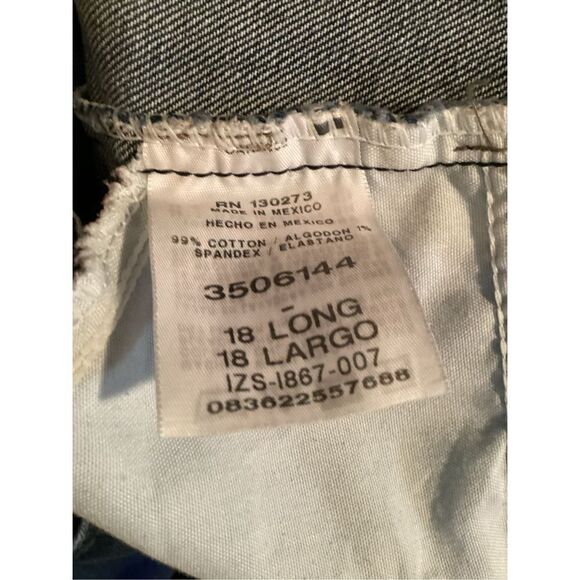 RN 130273
MADE IN MEXICO
HECHO EN MEXICO
99% COTTON / ALGODON 1%
SPANDEX / ELASTANO
3506144
-
18 LONG
18 LARGO
IZS-I867-007
083622557688